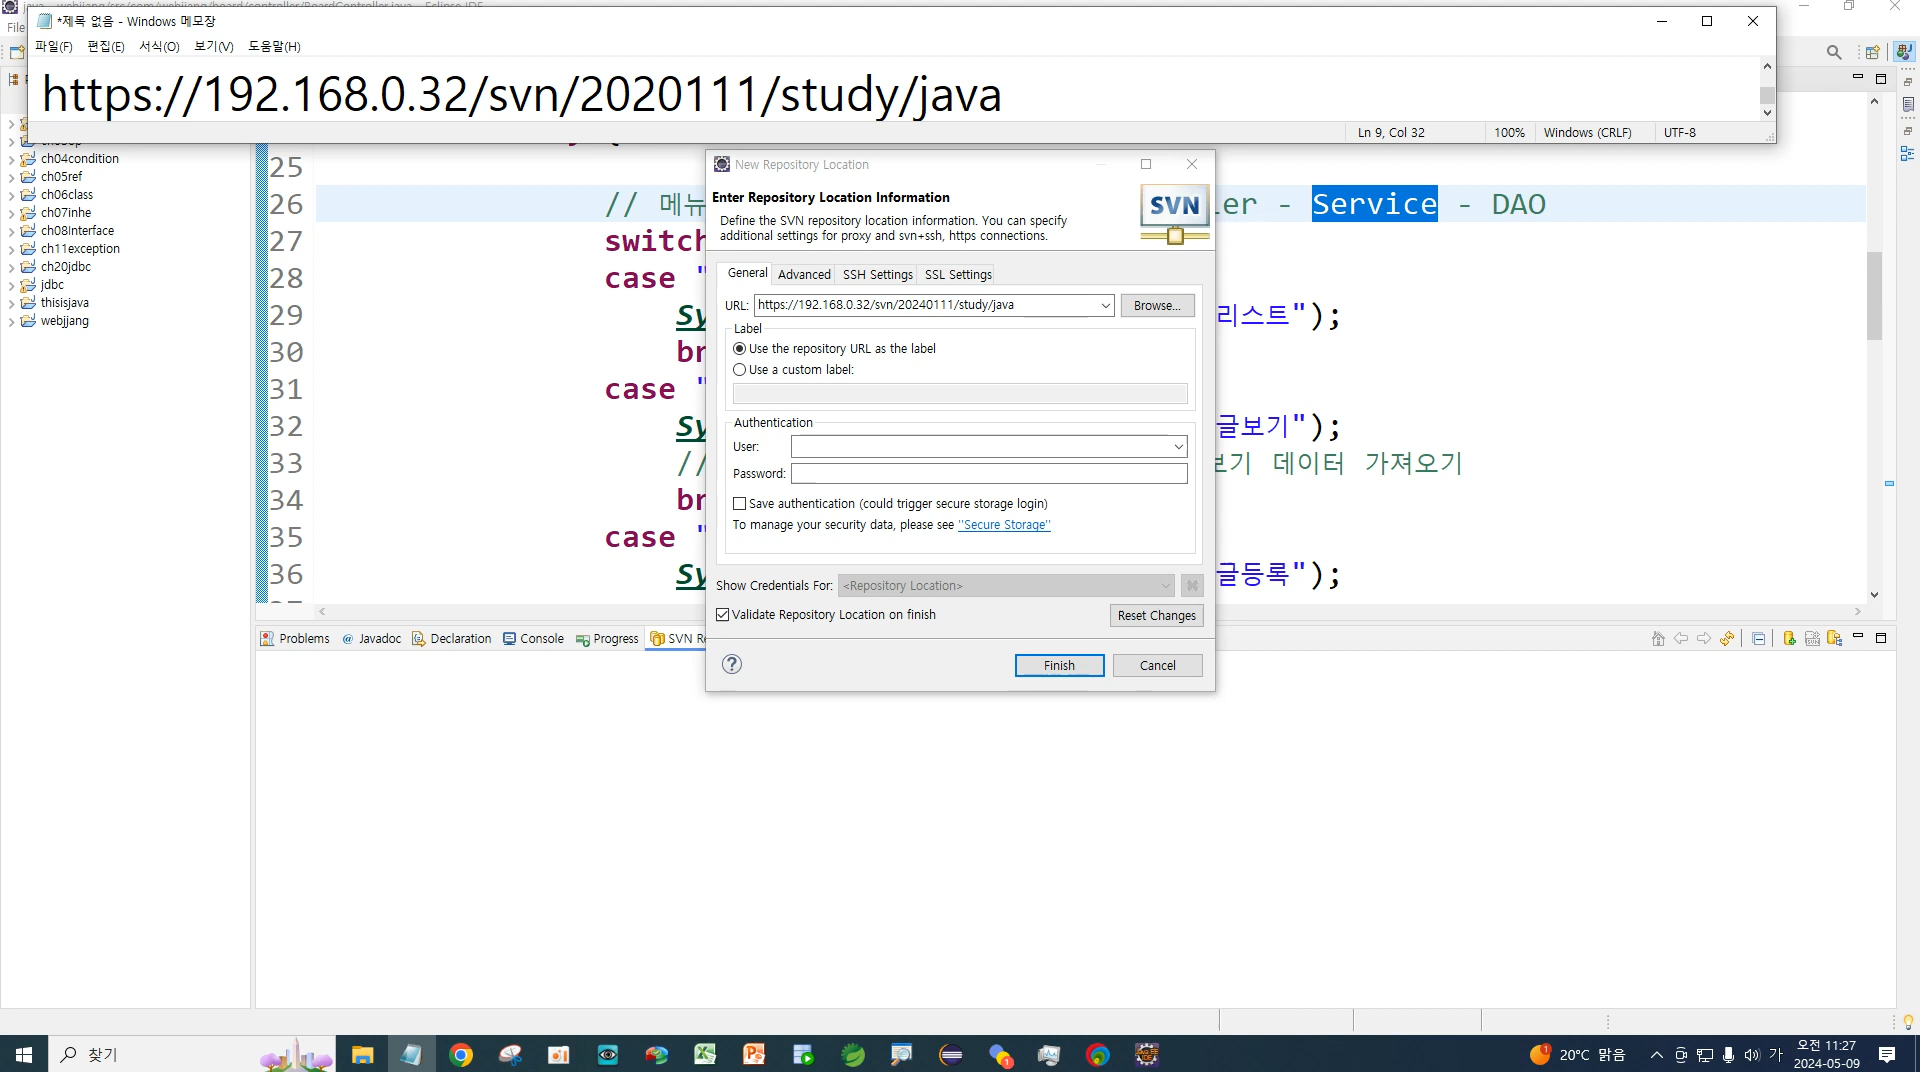 *제목 없음 - Windows 메모장
파일(F) 편집(E) 서식(O) 보기(V) 도움말(H)
https://192.168.0.32/svn/2020111/study/java
Ln 9, Col 32 100% Windows (CRLF) UTF-8
File
ch04condition
ch05ref
ch06class
ch07inhe
ch08Interface
ch11exception
ch20jdbc
jdbc
thisisjava
webjjang
25
26 // 메뉴 ler - Service - DAO
27 switch
28 case "
29 Sy 리스트");
30 br
31 case "
32 Sy 글보기");
33 // 보기 데이터 가져오기
34 br
35 case "
36 Sy 글등록");
New Repository Location
Enter Repository Location Information
Define the SVN repository location information. You can specify
additional settings for proxy and svn+ssh, https connections.
SVN
General Advanced SSH Settings SSL Settings
URL: https://192.168.0.32/svn/20240111/study/java Browse...
Label
Use the repository URL as the label
Use a custom label:
Authentication
User:
Password:
Save authentication (could trigger secure storage login)
To manage your security data, please see "Secure Storage"
Show Credentials For: <Repository Location>
Validate Repository Location on finish Reset Changes
Finish Cancel
Problems Javadoc Declaration Console Progress SVN Re
찾기
20°C 맑음 가 오전 11:27
2024-05-09